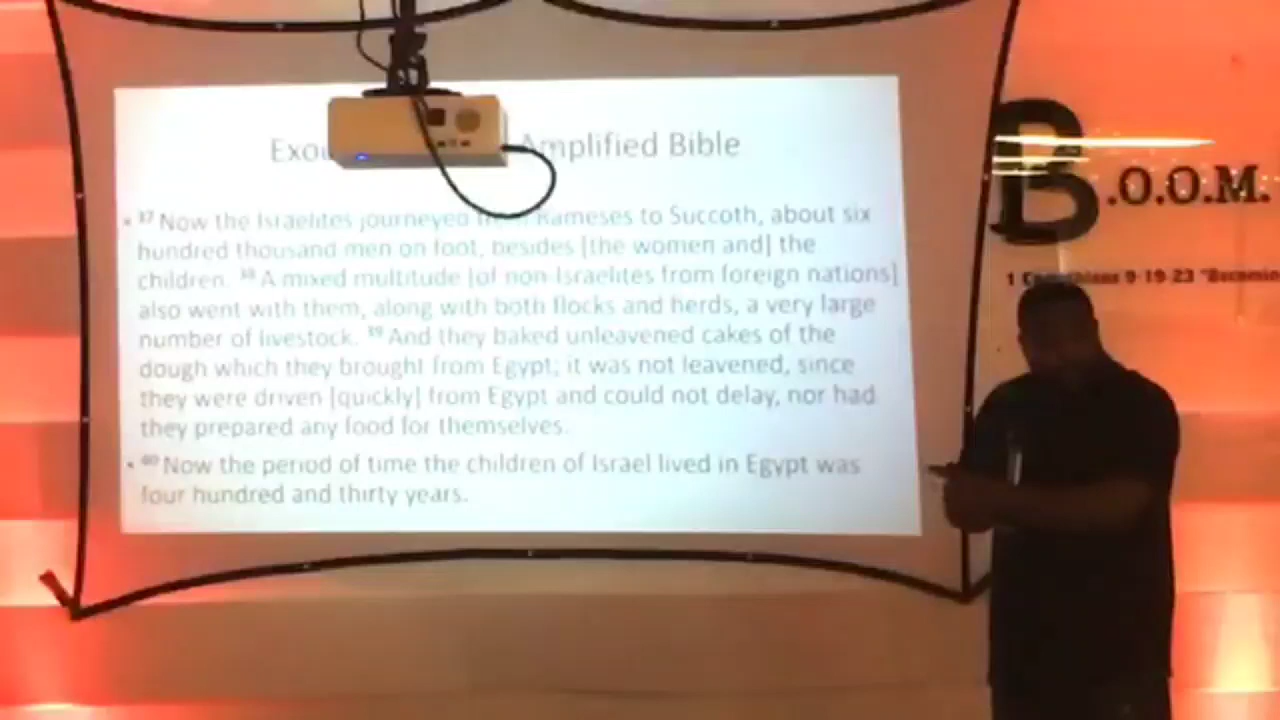 Exou Amplified Bible
• 37 Now the Israelites journeyed from Rameses to Succoth, about six
hundred thousand men on foot, besides [the women and] the
children. 38 A mixed multitude [of non-Israelites from foreign nations]
also went with them, along with both flocks and herds, a very large
number of livestock. 39 And they baked unleavened cakes of the
dough which they brought from Egypt; it was not leavened, since
they were driven [quickly] from Egypt and could not delay, nor had
they prepared any food for themselves.
• 40 Now the period of time the children of Israel lived in Egypt was
four hundred and thirty years.
B.O.O.M.
1 Corinthians 9-19-23 "Becomin